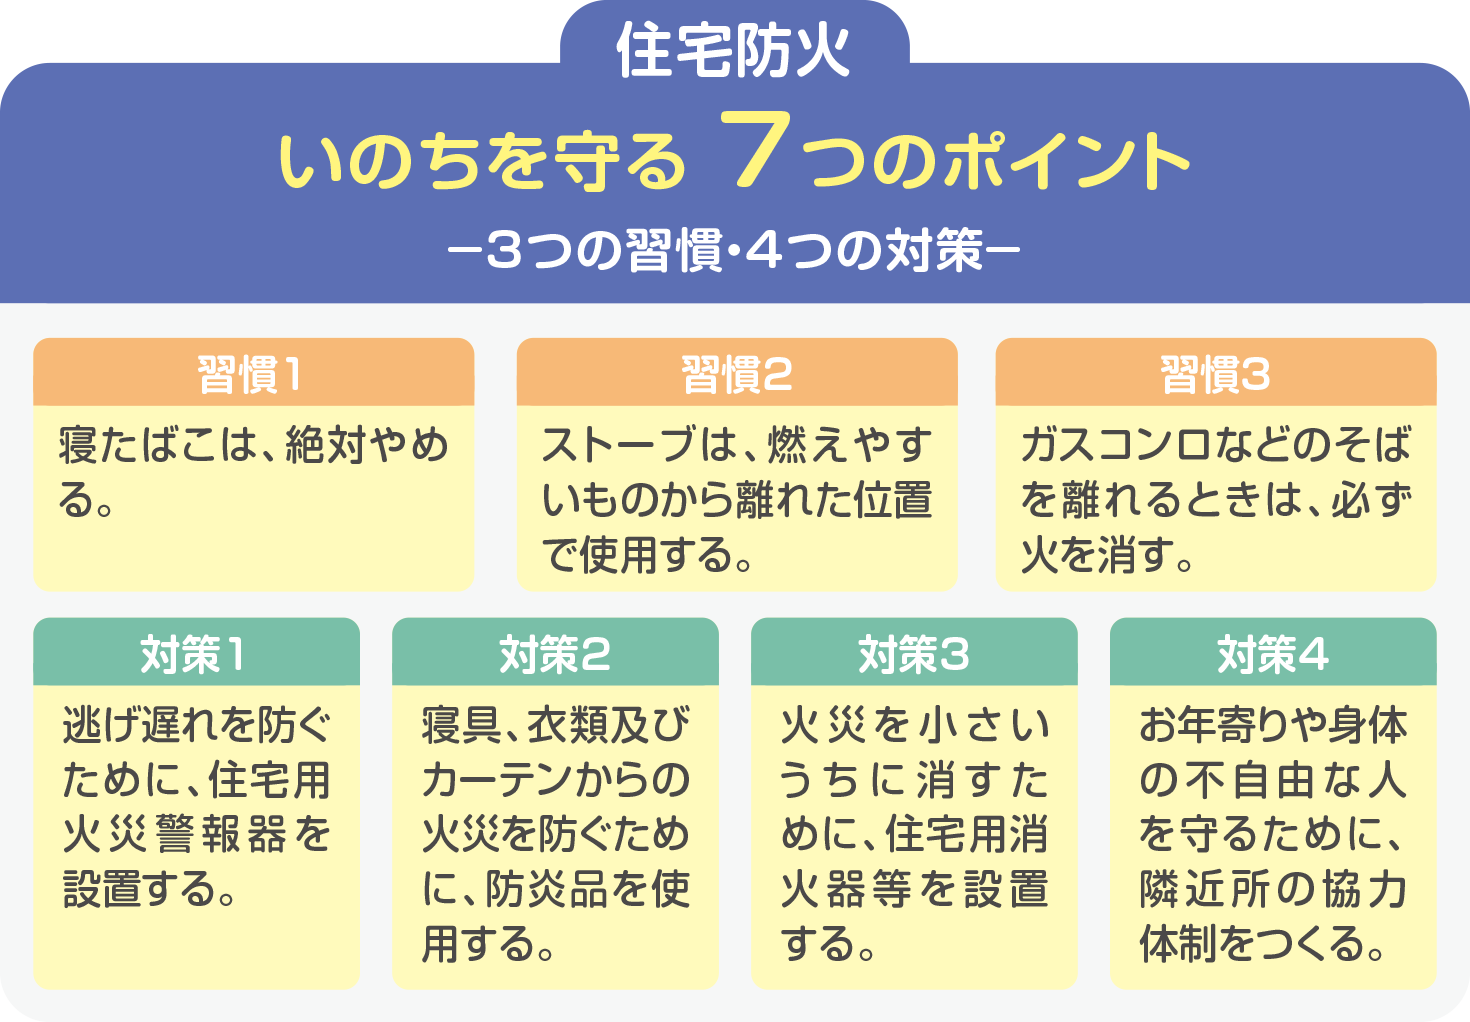 住宅防火
いのちを守る 7つのポイント
－3つの習慣・4つの対策－
習慣1
寝たばこは、絶対やめ
る。
習慣2
ストーブは、燃えやす
いものから離れた位置
で使用する。
習慣3
ガスコンロなどのそば
を離れるときは、必ず
火を消す。
対策1
逃げ遅れを防ぐ
ために、住宅用
火災警報器を
設置する。
対策2
寝具、衣類及び
カーテンからの
火災を防ぐため
に、防炎品を使
用する。
対策3
火災を小さい
うちに消すた
めに、住宅用消
火器等を設置
する。
対策4
お年寄りや身体
の不自由な人
を守るために、
隣近所の協力
体制をつくる。